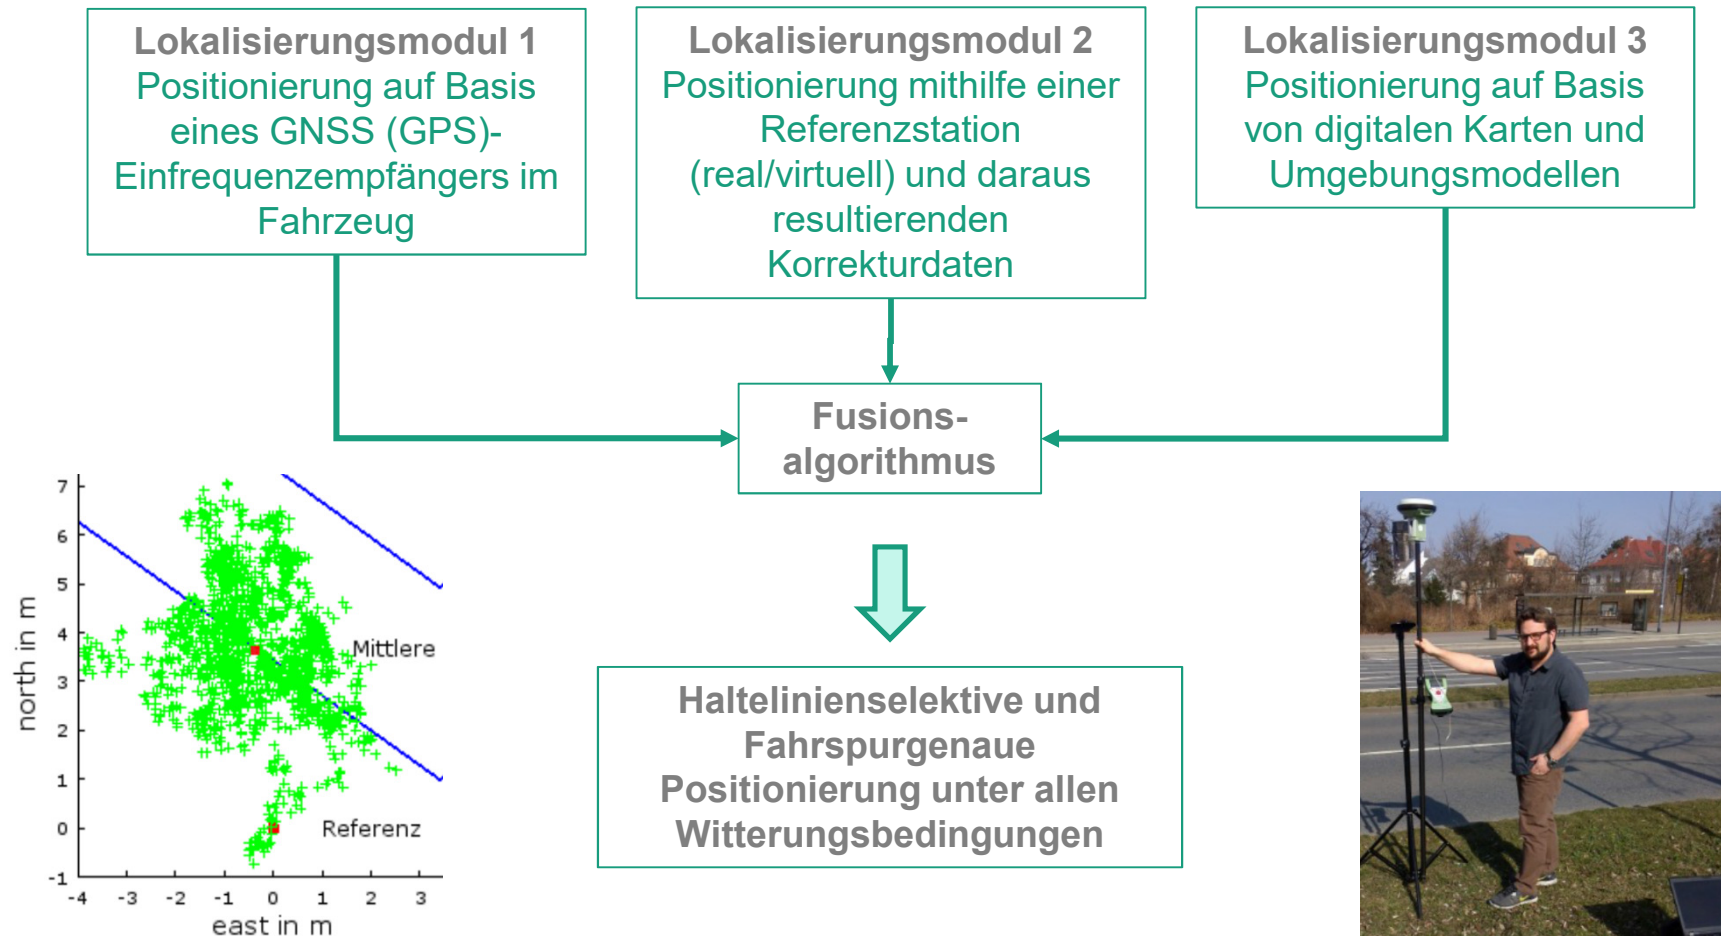 Lokalisierungsmodul 1
Positionierung auf Basis
eines GNSS (GPS)-
Einfrequenzempfängers im
Fahrzeug
Lokalisierungsmodul 2
Positionierung mithilfe einer
Referenzstation
(real/virtuell) und daraus
resultierenden
Korrekturdaten
Lokalisierungsmodul 3
Positionierung auf Basis
von digitalen Karten und
Umgebungsmodellen
Fusions-
algorithmus
Haltelinienselektive und
Fahrspurgenaue
Positionierung unter allen
Witterungsbedingungen
north in m
7
6
5
4
3
2
1
0
-1
Mittlere
Referenz
-4 -3 -2 -1 0 1 2 3
east in m